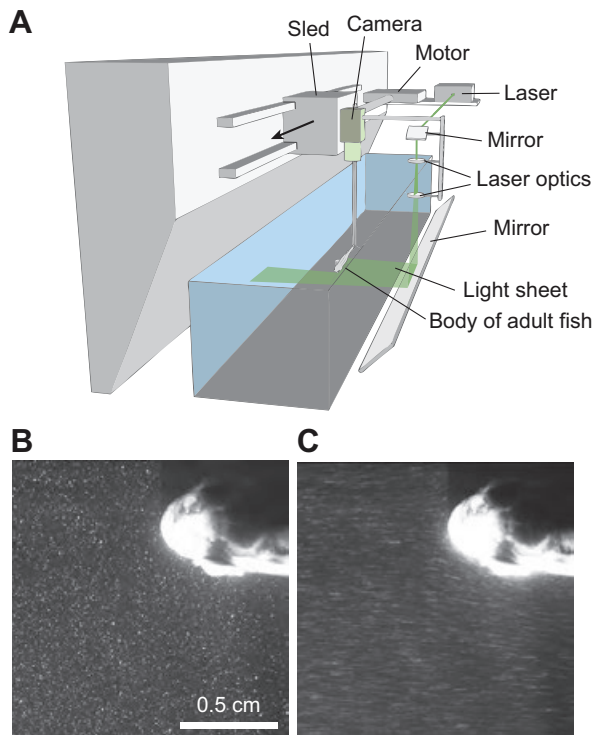 A
Sled
Camera
Motor
Laser
Mirror
Laser optics
Mirror
Light sheet
Body of adult fish
B
C
0.5 cm